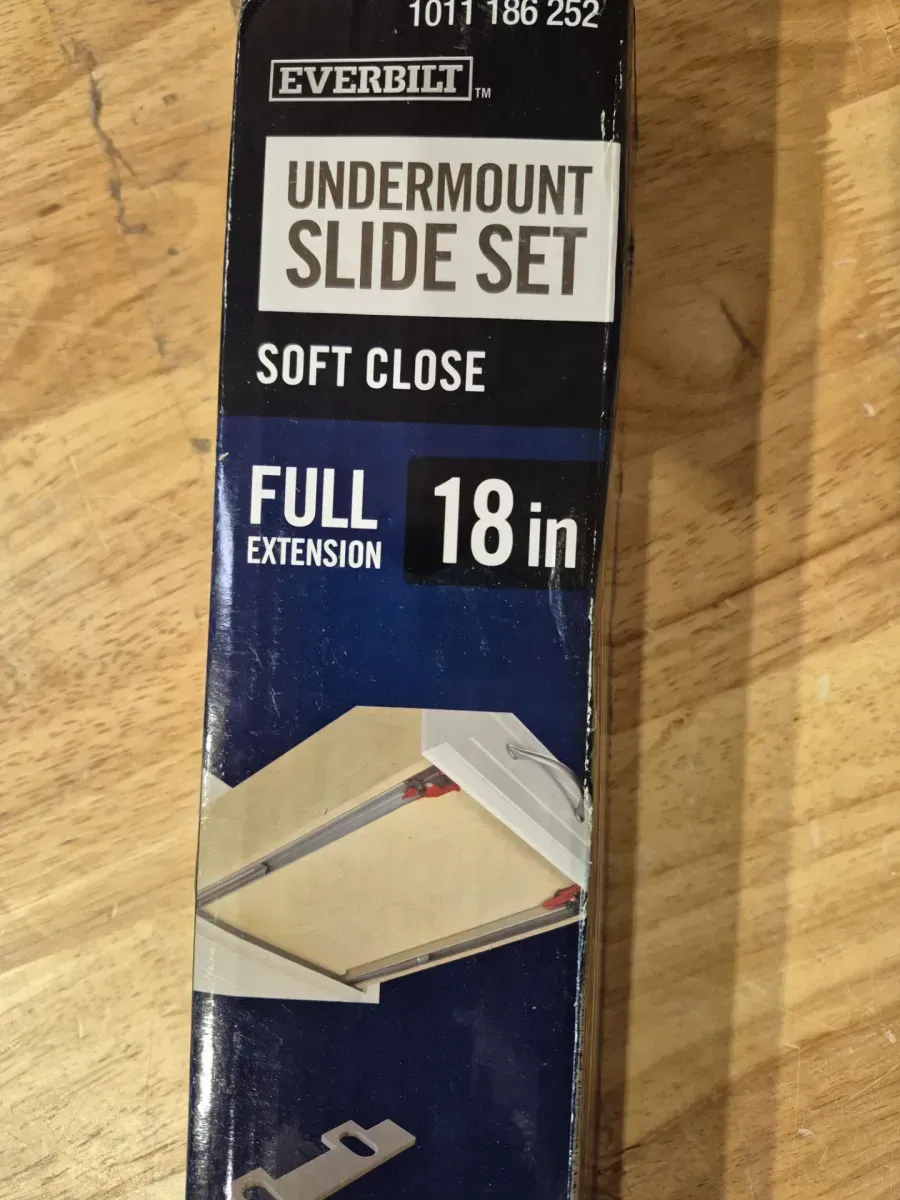 1011 186 252
EVERBILT™
UNDERMOUNT
SLIDE SET
SOFT CLOSE
FULL
EXTENSION
18 in